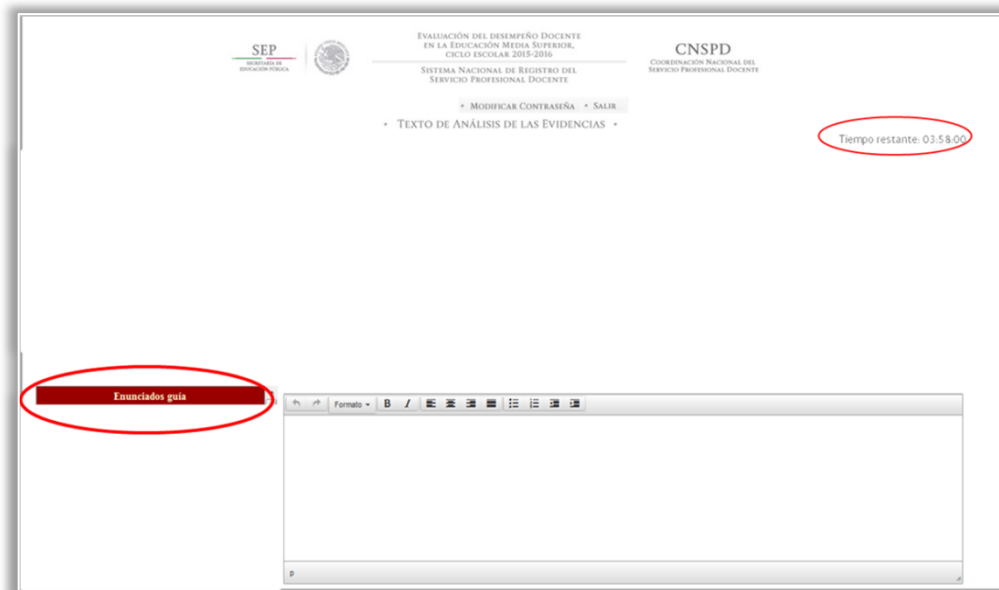 SEP
SECRETARÍA DE
EDUCACIÓN PÚBLICA
EVALUACIÓN DEL DESEMPEÑO DOCENTE
EN LA EDUCACIÓN MEDIA SUPERIOR,
CICLO ESCOLAR 2015-2016
SISTEMA NACIONAL DE REGISTRO DEL
SERVICIO PROFESIONAL DOCENTE
CNSPD
COORDINACIÓN NACIONAL DEL
SERVICIO PROFESIONAL DOCENTE
• MODIFICAR CONTRASEÑA • SALIR
• TEXTO DE ANÁLISIS DE LAS EVIDENCIAS •
Tiempo restante: 03:58:00
Enunciados guía
Formato B I
p